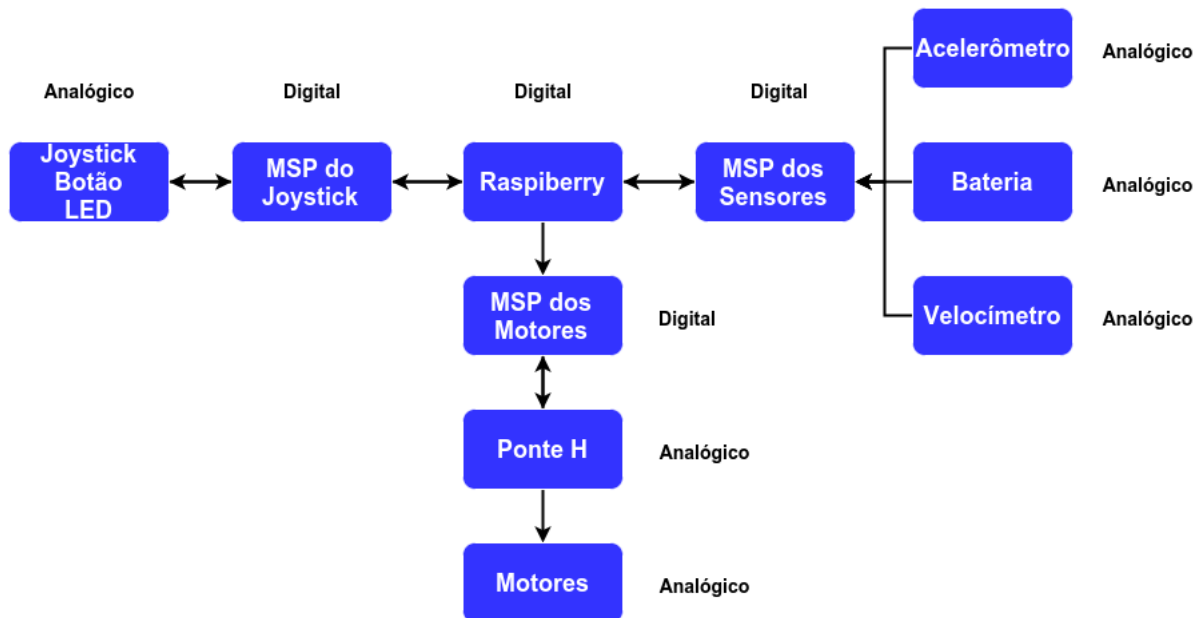 Acelerômetro
Analógico
Analógico
Digital
Digital
Digital
Joystick
Botão
LED
MSP do
Joystick
Raspiberry
MSP dos
Sensores
Bateria
Analógico
MSP dos
Motores
Digital
Velocímetro
Analógico
Ponte H
Analógico
Motores
Analógico